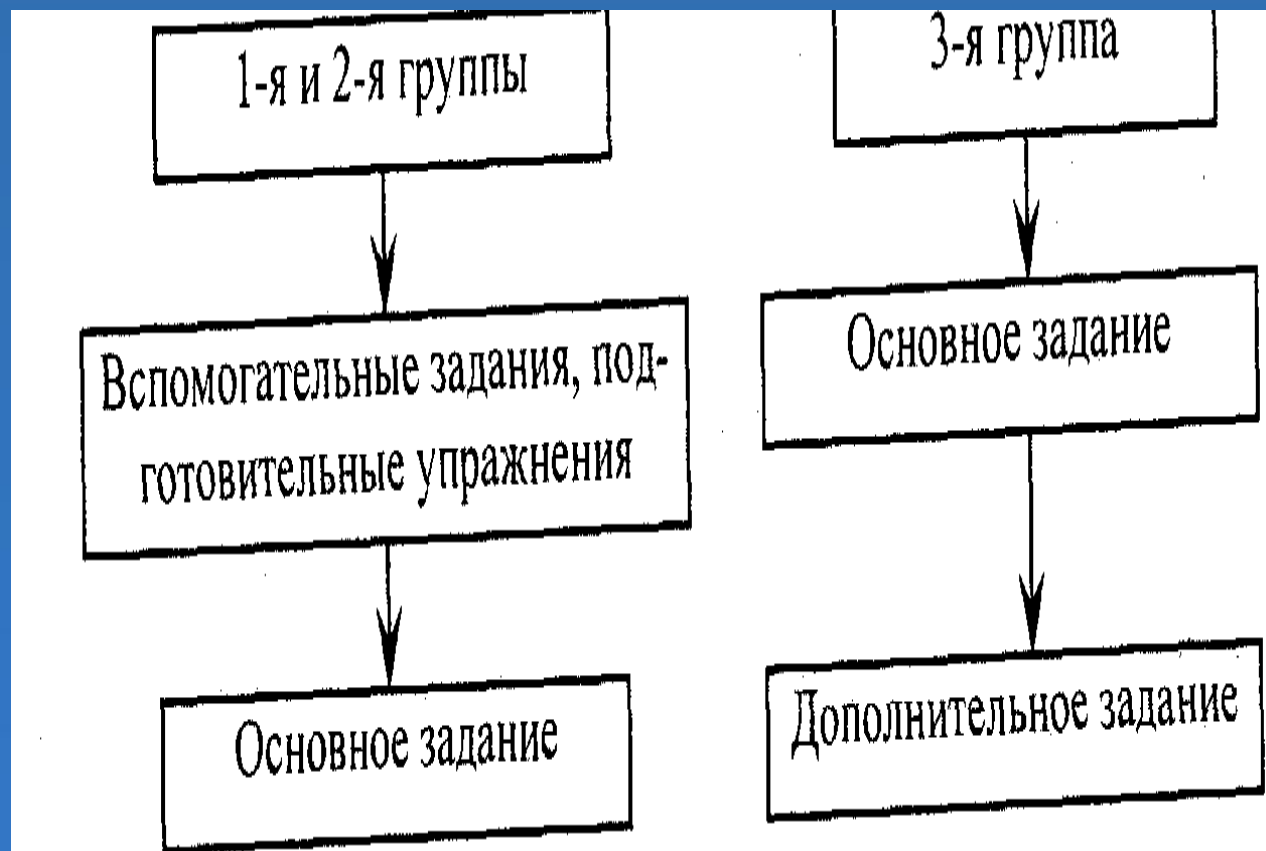 1-я и 2-я группы
Вспомогательные задания, под-
готовительные упражнения
Основное задание
3-я группа
Основное задание
Дополнительное задание